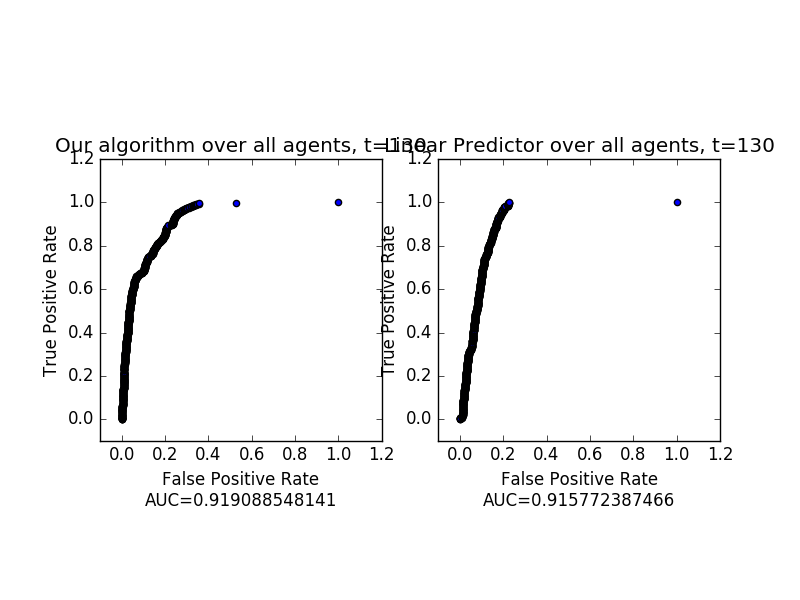 Our algorithm over all agents, t=130
Linear Predictor over all agents, t=130
1.2
1.0
0.8
0.6
0.4
0.2
0.0
True Positive Rate
0.0 0.2 0.4 0.6 0.8 1.0 1.2
False Positive Rate
AUC=0.919088548141
1.2
1.0
0.8
0.6
0.4
0.2
0.0
True Positive Rate
0.0 0.2 0.4 0.6 0.8 1.0 1.2
False Positive Rate
AUC=0.915772387466